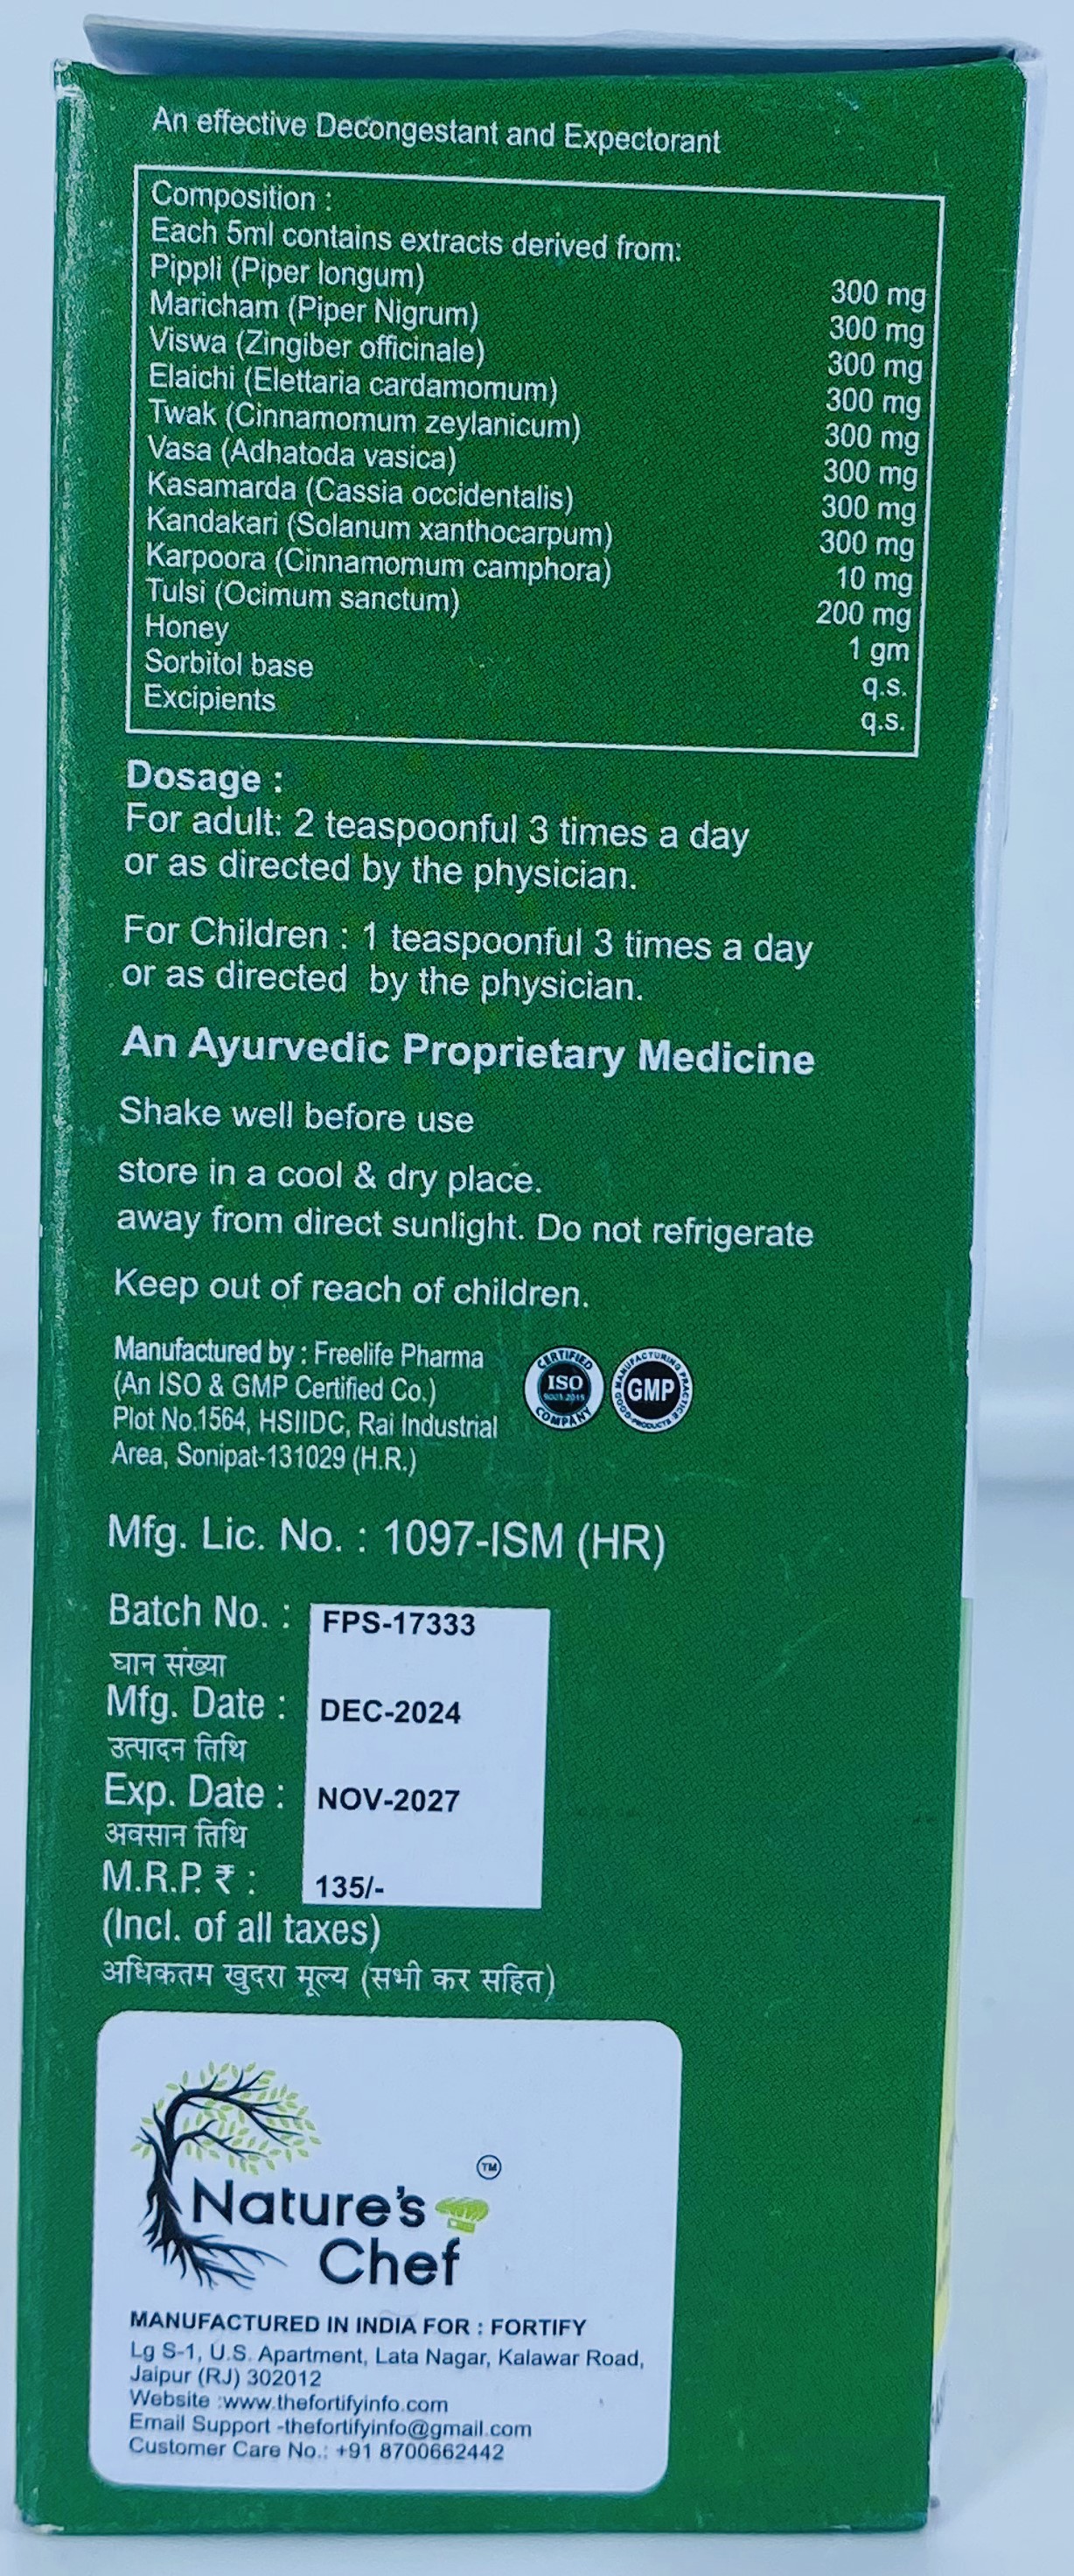 An effective Decongestant and Expectorant
Composition :
Each 5ml contains extracts derived from:
Pippli (Piper longum) 300 mg
Maricham (Piper Nigrum) 300 mg
Viswa (Zingiber officinale) 300 mg
Elaichi (Elettaria cardamomum) 300 mg
Twak (Cinnamomum zeylanicum) 300 mg
Vasa (Adhatoda vasica) 300 mg
Kasamarda (Cassia occidentalis) 300 mg
Kandakari (Solanum xanthocarpum) 300 mg
Karpoora (Cinnamomum camphora) 10 mg
Tulsi (Ocimum sanctum) 200 mg
Honey 1 gm
Sorbitol base q.s.
Excipients q.s.
Dosage :
For adult: 2 teaspoonful 3 times a day
or as directed by the physician.
For Children : 1 teaspoonful 3 times a day
or as directed by the physician.
An Ayurvedic Proprietary Medicine
Shake well before use
store in a cool & dry place.
away from direct sunlight. Do not refrigerate
Keep out of reach of children.
Manufactured by : Freelife Pharma
(An ISO & GMP Certified Co.)
Plot No.1564, HSIIDC, Rai Industrial
Area, Sonipat-131029 (H.R.)
CERTIFIED
ISO
9001:2015
COMPANY
MANUFACTURING PRACTICE
GMP
GOOD PRODUCTS
Mfg. Lic. No. : 1097-ISM (HR)
Batch No. : FPS-17333
घान संख्या
Mfg. Date : DEC-2024
उत्पादन तिथि
Exp. Date : NOV-2027
अवसान तिथि
M.R.P. ₹ : 135/-
(Incl. of all taxes)
अधिकतम खुदरा मूल्य (सभी कर सहित)
TM
Nature's
Chef
MANUFACTURED IN INDIA FOR : FORTIFY
Lg S-1, U.S. Apartment, Lata Nagar, Kalawar Road,
Jaipur (RJ) 302012
Website :www.thefortifyinfo.com
Email Support -thefortifyinfo@gmail.com
Customer Care No.: +91 8700662442